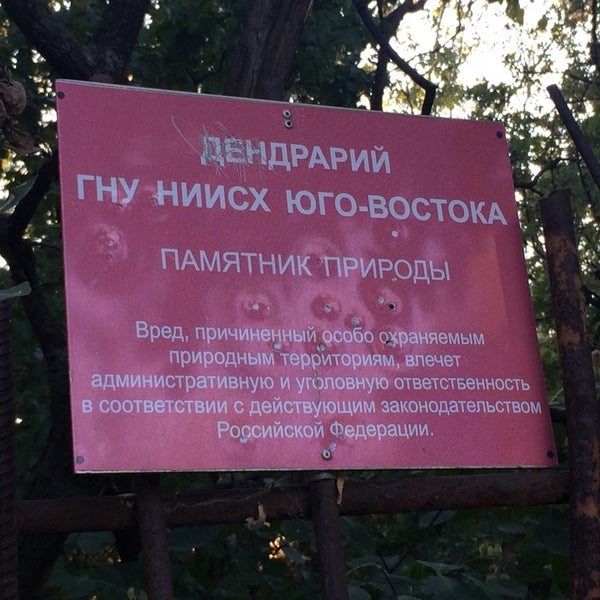 ДЕНДРАРИЙ
ГНУ НИИСХ ЮГО-ВОСТОКА
ПАМЯТНИК ПРИРОДЫ
Вред, причиненный особо охраняемым
природным территориям, влечет
административную и уголовную ответственность
в соответствии с действующим законодательством
Российской Федерации.